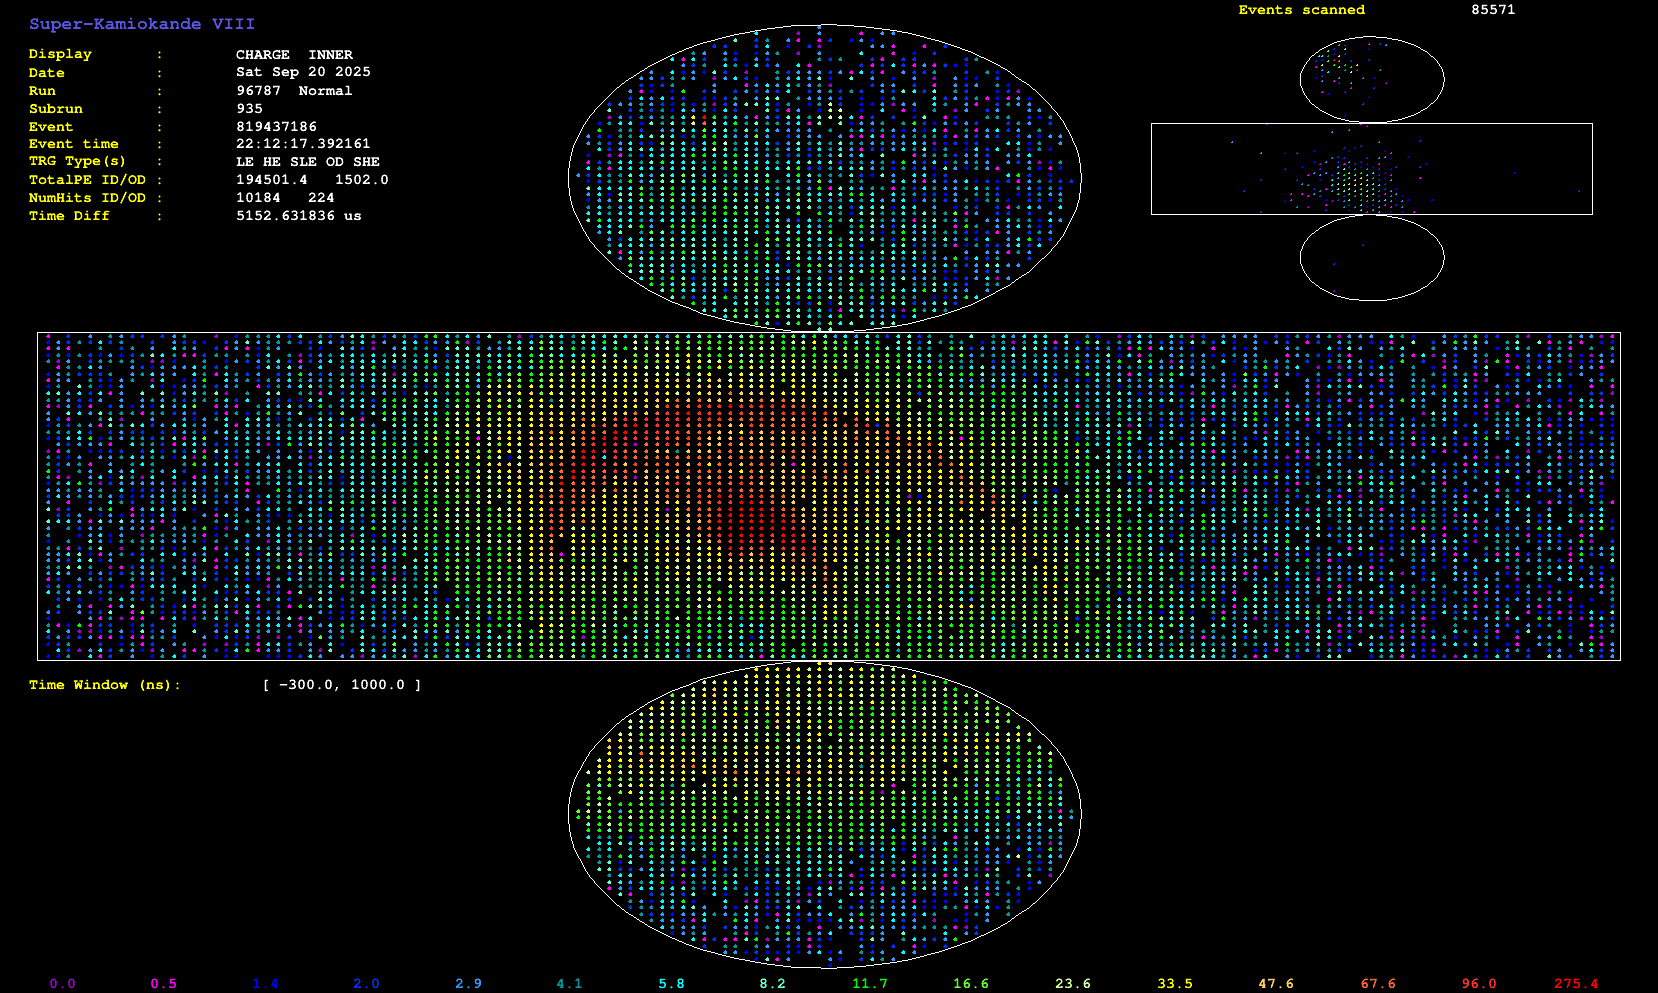 Super-Kamiokande VIII
Events scanned 85571
Display : CHARGE INNER
Date : Sat Sep 20 2025
Run : 96787 Normal
Subrun : 935
Event : 819437186
Event time : 22:12:17.392161
TRG Type(s) : LE HE SLE OD SHE
TotalPE ID/OD : 194501.4 1502.0
NumHits ID/OD : 10184 224
Time Diff : 5152.631836 us
Time Window (ns): [ -300.0, 1000.0 ]
0.0 0.5 1.4 2.0 2.9 4.1 5.8 8.2 11.7 16.6 23.6 33.5 47.6 67.6 96.0 275.4